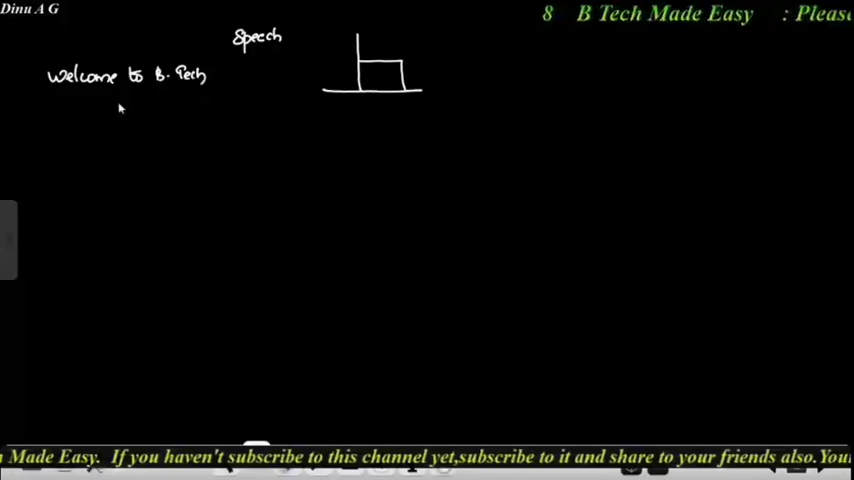 Dinu A G
8 B Tech Made Easy : Please
Speech
Welcome to B. Tech
Made Easy. If you haven't subscribe to this channel yet,subscribe to it and share to your friends also.You